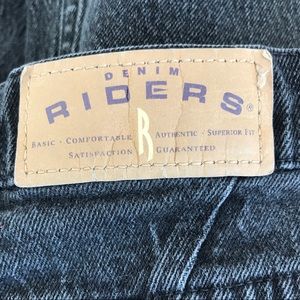 DENIM
RIDERS®
BASIC · COMFORTABLE R AUTHENTIC · SUPERIOR FIT
SATISFACTION GUARANTEED